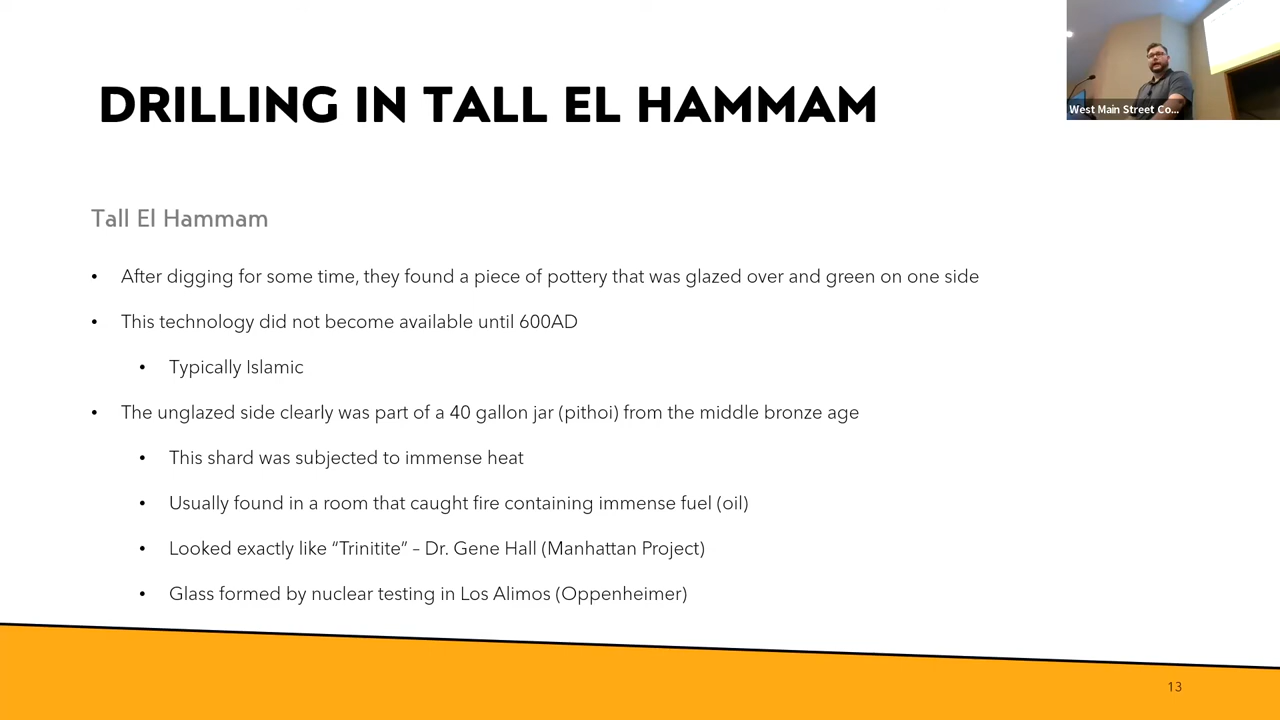 West Main Street Co...
DRILLING IN TALL EL HAMMAM
Tall El Hammam
• After digging for some time, they found a piece of pottery that was glazed over and green on one side
• This technology did not become available until 600AD
• Typically Islamic
• The unglazed side clearly was part of a 40 gallon jar (pithoi) from the middle bronze age
• This shard was subjected to immense heat
• Usually found in a room that caught fire containing immense fuel (oil)
• Looked exactly like “Trinitite” – Dr. Gene Hall (Manhattan Project)
• Glass formed by nuclear testing in Los Alimos (Oppenheimer)
13